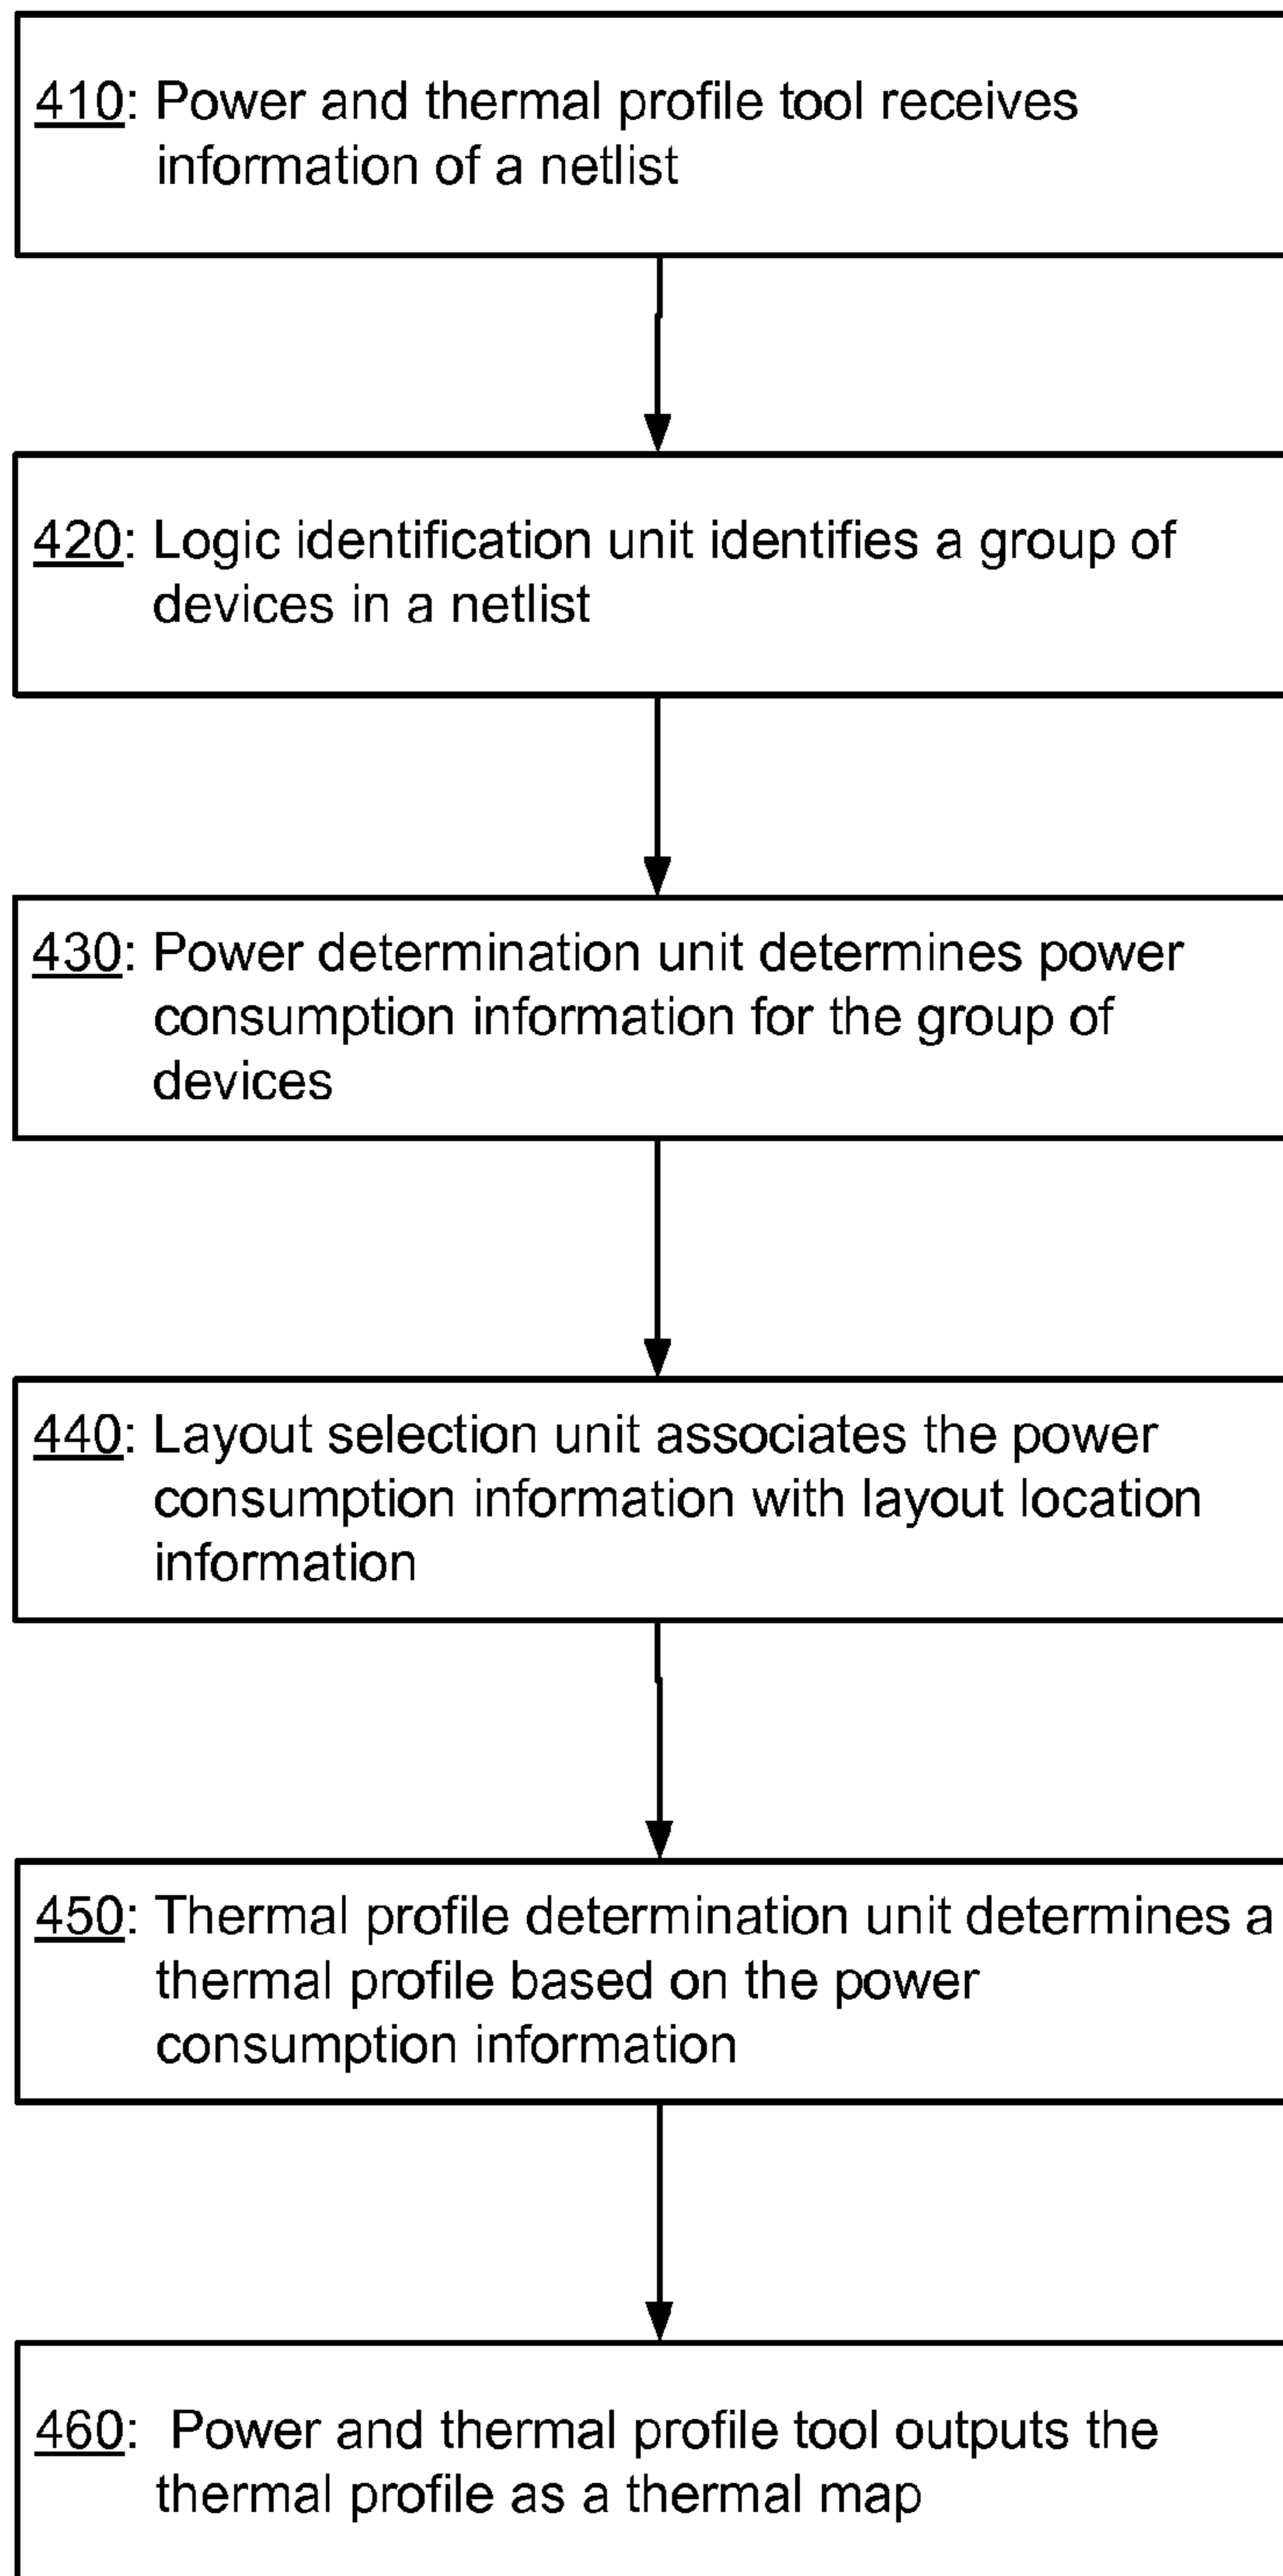 410: Power and thermal profile tool receives
information of a netlist
420: Logic identification unit identifies a group of
devices in a netlist
430: Power determination unit determines power
consumption information for the group of
devices
440: Layout selection unit associates the power
consumption information with layout location
information
450: Thermal profile determination unit determines a
thermal profile based on the power
consumption information
460: Power and thermal profile tool outputs the
thermal profile as a thermal map